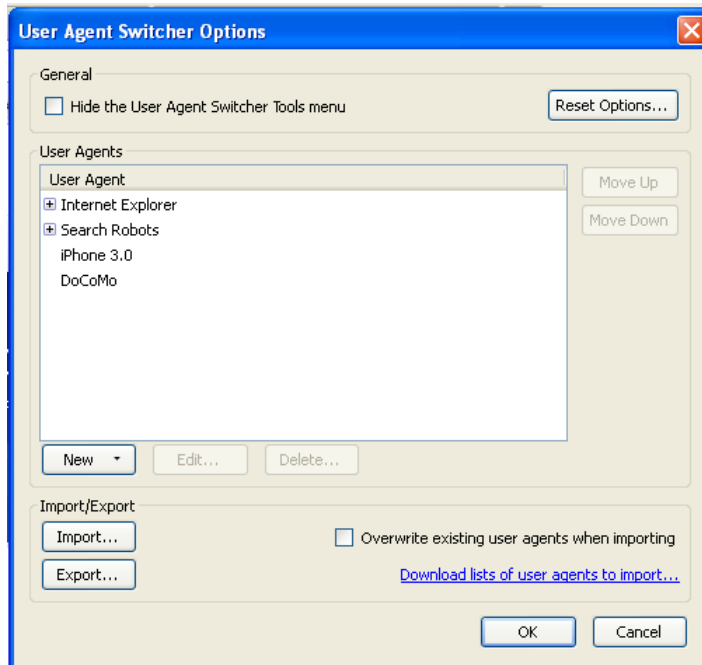 User Agent Switcher Options
General
Hide the User Agent Switcher Tools menu
Reset Options...
User Agents
User Agent
Internet Explorer
Search Robots
iPhone 3.0
DoCoMo
Move Up
Move Down
New
Edit...
Delete...
Import/Export
Import...
Overwrite existing user agents when importing
Export...
Download lists of user agents to import...
OK
Cancel